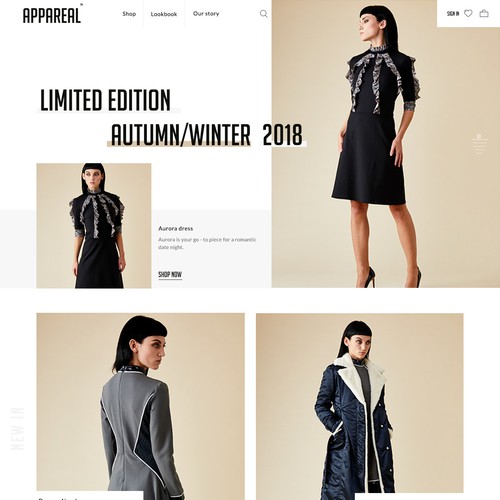 APPAREAL
Shop
Lookbook
Our story
SIGN IN
LIMITED EDITION
AUTUMN/WINTER 2018
Aurora dress
Aurora is your go - to piece for a romantic
date night.
SHOP NOW
NEW IN